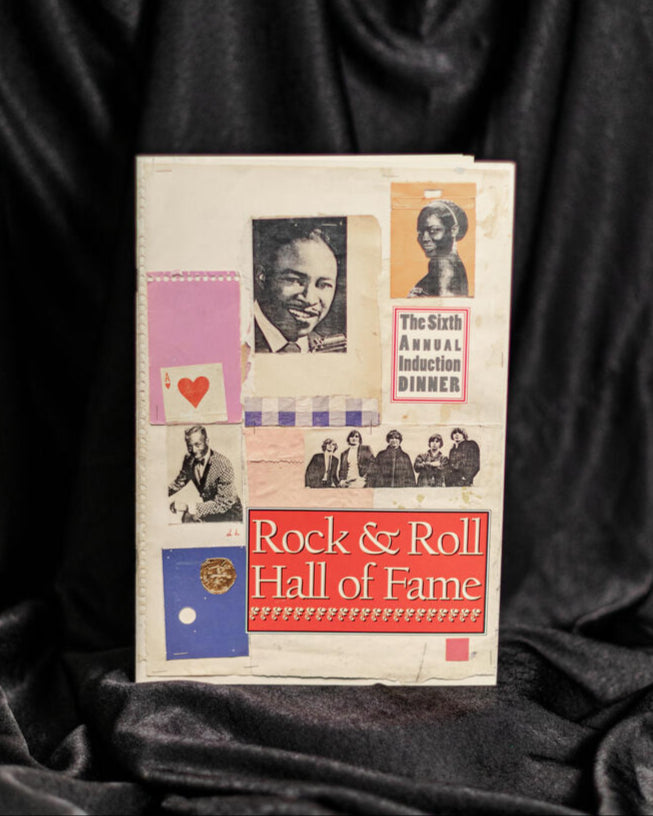 The Sixth
ANNUAL
Induction
DINNER
A
Rock & Roll
Hall of Fame